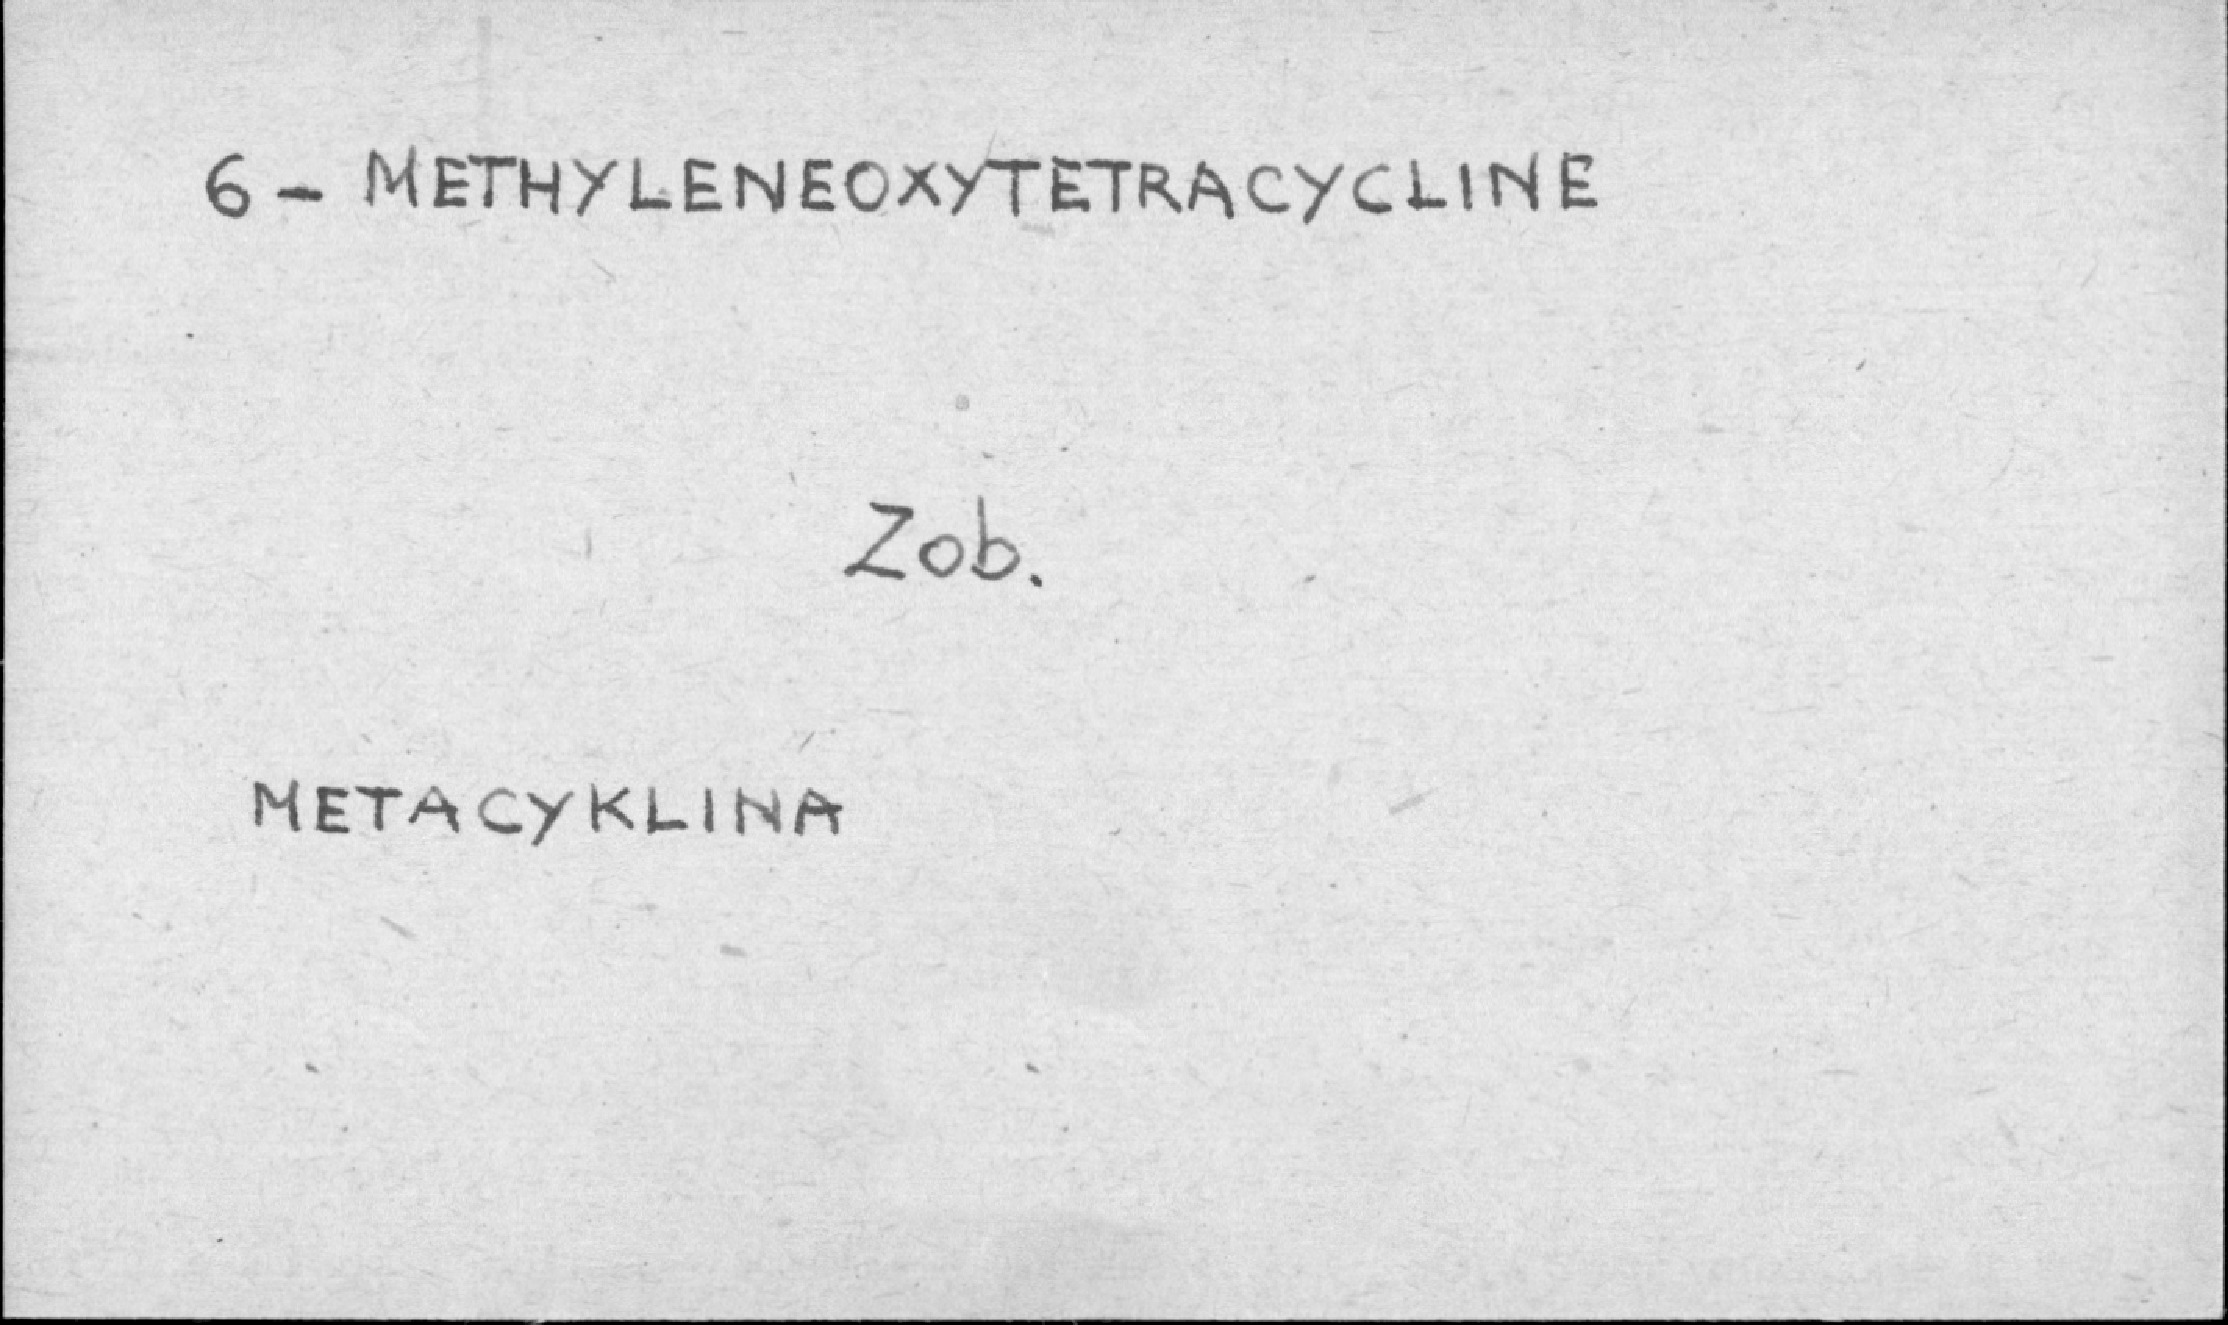 6 - METHYLENEOXYTETRACYCLINE
Zob.
METACYKLINA